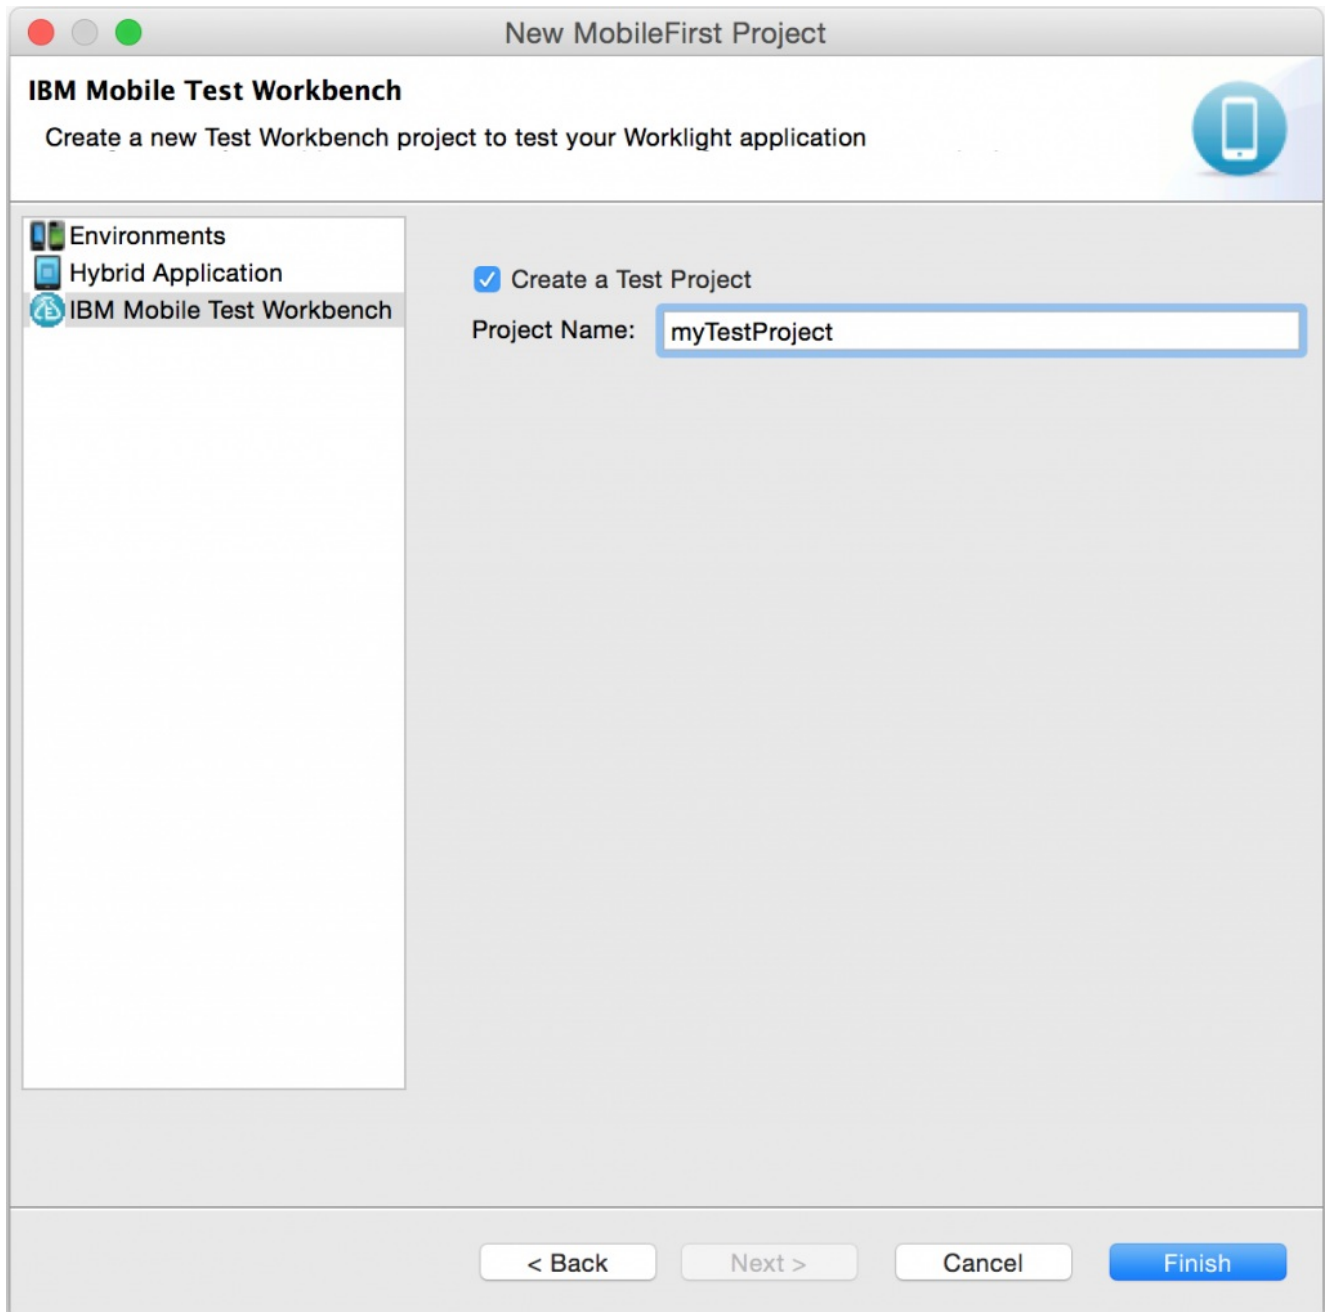 New MobileFirst Project
IBM Mobile Test Workbench
Create a new Test Workbench project to test your Worklight application
Environments
Hybrid Application
IBM Mobile Test Workbench
Create a Test Project
Project Name: myTestProject
< Back Next > Cancel Finish